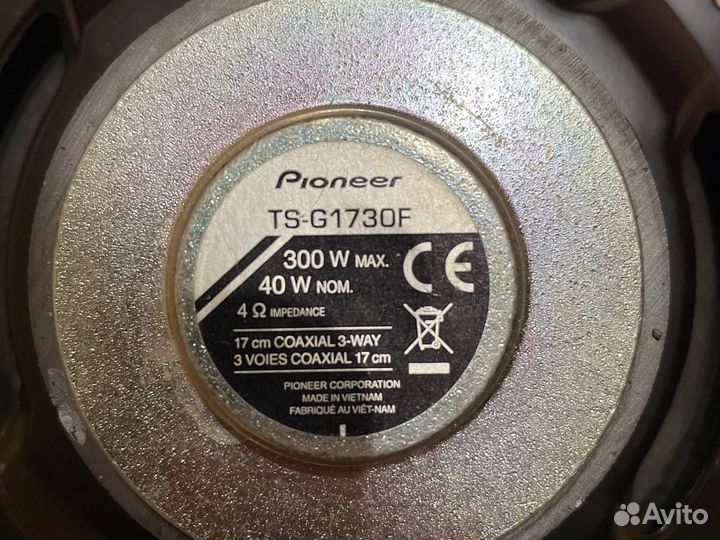 Pioneer
TS-G1730F
300 W MAX.
40 W NOM.
4 Ω IMPEDANCE
CE
17 cm COAXIAL 3-WAY
3 VOIES COAXIAL 17 cm
PIONEER CORPORATION
MADE IN VIETNAM
FABRIQUÉ AU VIÊT-NAM
Avito